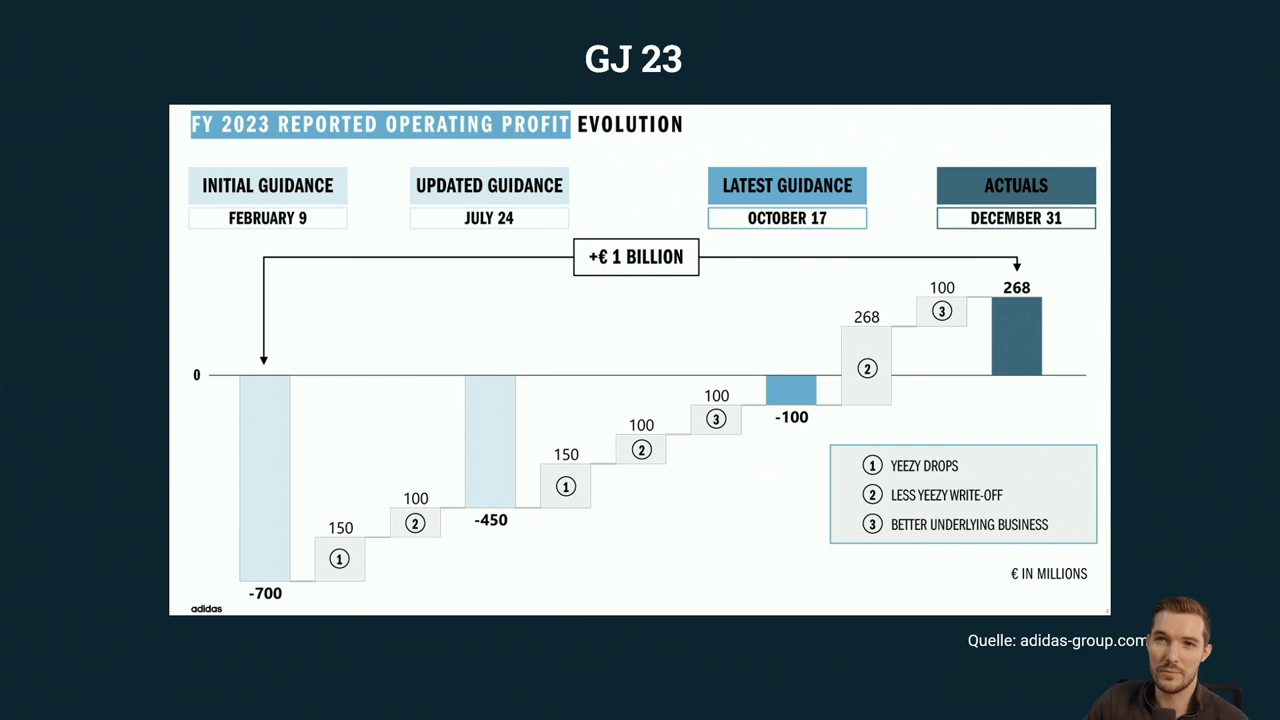 GJ 23
FY 2023 REPORTED OPERATING PROFIT EVOLUTION
INITIAL GUIDANCE
FEBRUARY 9
UPDATED GUIDANCE
JULY 24
LATEST GUIDANCE
OCTOBER 17
ACTUALS
DECEMBER 31
+€ 1 BILLION
0
-700
150
1
100
2
-450
150
1
100
2
100
3
-100
268
2
100
3
268
1 YEEZY DROPS
2 LESS YEEZY WRITE-OFF
3 BETTER UNDERLYING BUSINESS
€ IN MILLIONS
adidas
4
Quelle: adidas-group.com